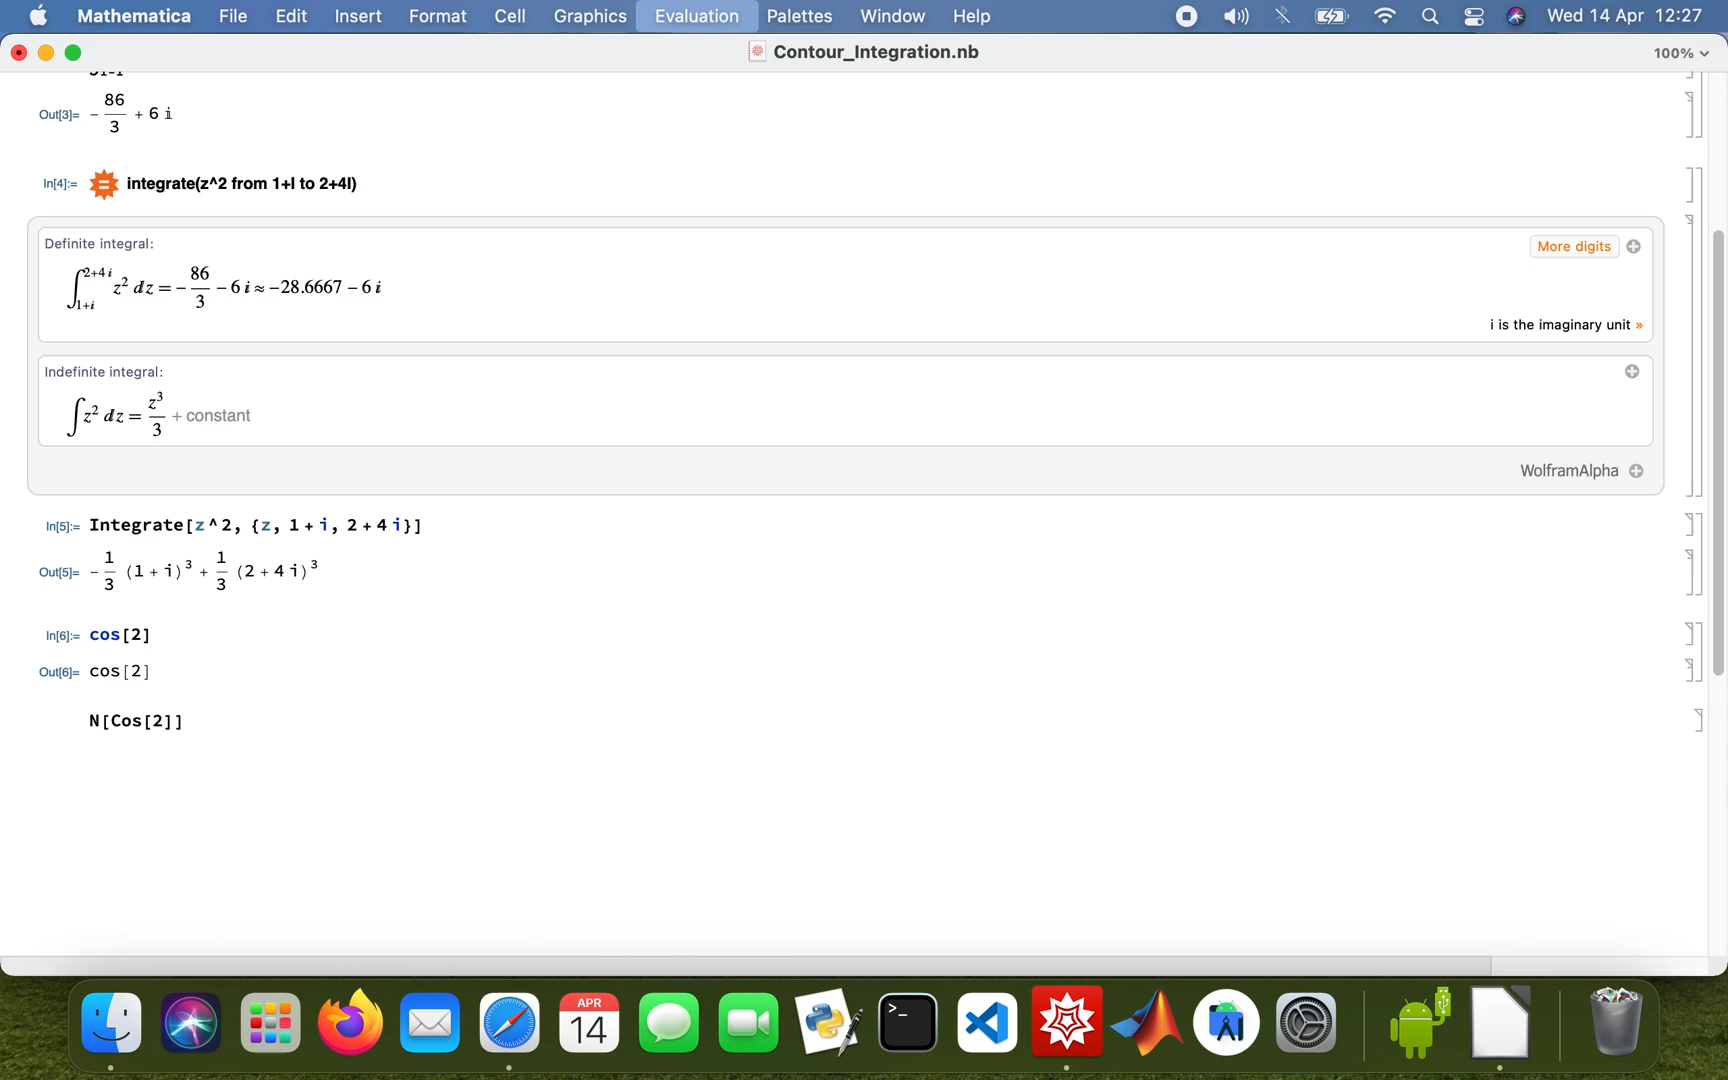 Mathematica File Edit Insert Format Cell Graphics Evaluation Palettes Window Help Wed 14 Apr 12:27
Contour_Integration.nb 100%
Out[3]= - 86/3 + 6 i
In[4]:= integrate(z^2 from 1+I to 2+4I)
Definite integral: More digits
∫_{1+i}^{2+4 i} z² dz = - 86/3 - 6 i ≈ -28.6667 - 6 i
i is the imaginary unit »
Indefinite integral:
∫ z² dz = z³/3 + constant
WolframAlpha
In[5]:= Integrate[z^2, {z, 1+i, 2+4i}]
Out[5]= - 1/3 (1 + i)³ + 1/3 (2 + 4 i)³
In[6]:= cos[2]
Out[6]= cos[2]
N[Cos[2]]
APR
14